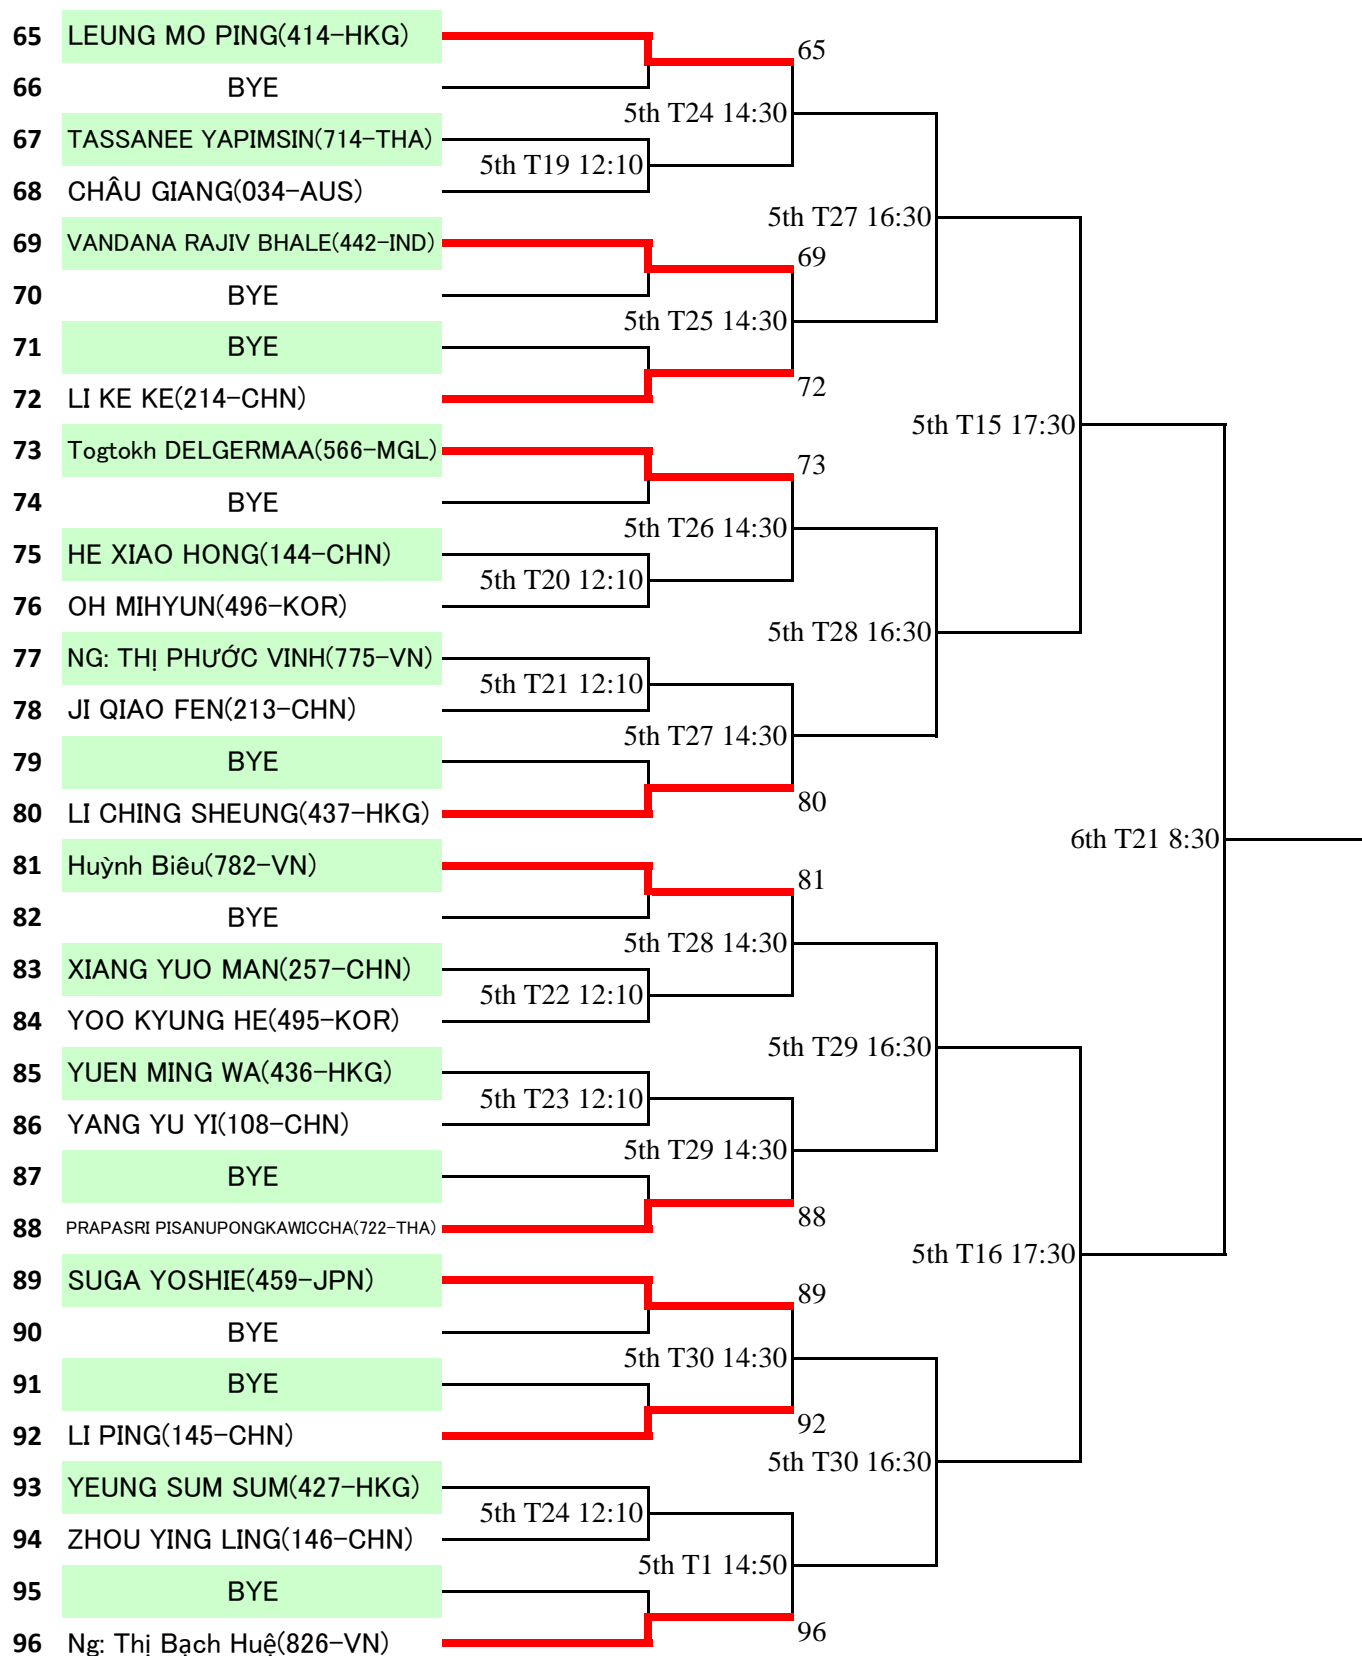 65 LEUNG MO PING(414-HKG)
65
66 BYE
5th T24 14:30
67 TASSANEE YAPIMSIN(714-THA)
5th T19 12:10
68 CHÂU GIANG(034-AUS)
5th T27 16:30
69 VANDANA RAJIV BHALE(442-IND)
69
70 BYE
5th T25 14:30
71 BYE
72
72 LI KE KE(214-CHN)
5th T15 17:30
73 Togtokh DELGERMAA(566-MGL)
73
74 BYE
5th T26 14:30
75 HE XIAO HONG(144-CHN)
5th T20 12:10
76 OH MIHYUN(496-KOR)
5th T28 16:30
77 NG: THỊ PHƯỚC VINH(775-VN)
5th T21 12:10
78 JI QIAO FEN(213-CHN)
5th T27 14:30
79 BYE
80
80 LI CHING SHEUNG(437-HKG)
6th T21 8:30
81 Huỳnh Biêu(782-VN)
81
82 BYE
5th T28 14:30
83 XIANG YUO MAN(257-CHN)
5th T22 12:10
84 YOO KYUNG HE(495-KOR)
5th T29 16:30
85 YUEN MING WA(436-HKG)
5th T23 12:10
86 YANG YU YI(108-CHN)
5th T29 14:30
87 BYE
88
88 PRAPASRI PISANUPONGKAWICCHA(722-THA)
5th T16 17:30
89 SUGA YOSHIE(459-JPN)
89
90 BYE
5th T30 14:30
91 BYE
92
92 LI PING(145-CHN)
5th T30 16:30
93 YEUNG SUM SUM(427-HKG)
5th T24 12:10
94 ZHOU YING LING(146-CHN)
5th T1 14:50
95 BYE
96
96 Ng: Thị Bạch Huệ(826-VN)